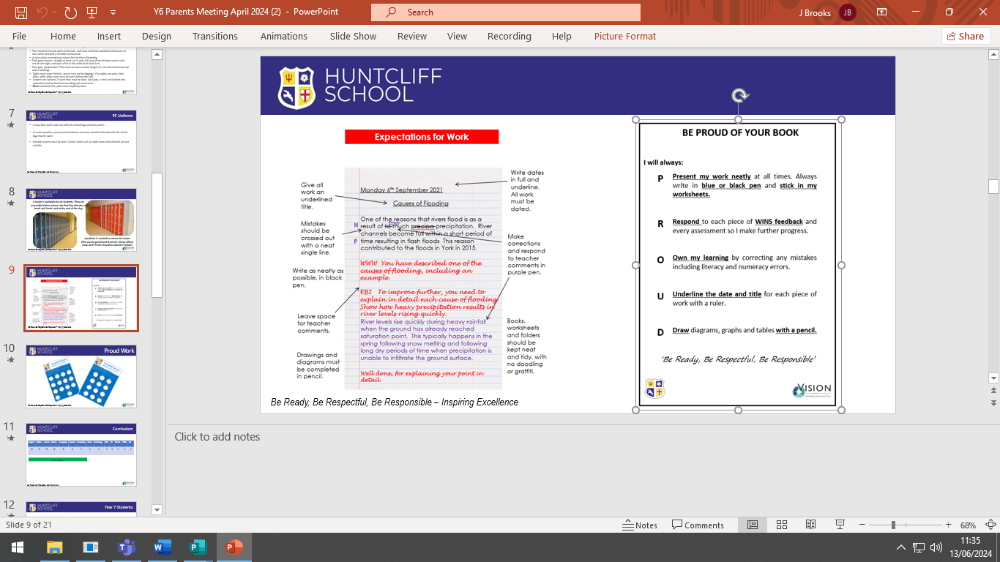 Y6 Parents Meeting April 2024 (2) - PowerPoint
Search
J Brooks
JB
File
Home
Insert
Design
Transitions
Animations
Slide Show
Review
View
Recording
Help
Picture Format
Share
7
HUNTCLIFF
SCHOOL
PE Uniform
8
HUNTCLIFF
SCHOOL
9
HUNTCLIFF
SCHOOL
10
HUNTCLIFF
SCHOOL
Proud Work
11
HUNTCLIFF
SCHOOL
Curriculum
12
HUNTCLIFF
SCHOOL
Year 7 Students
HUNTCLIFF
SCHOOL
Expectations for Work
Give all
work an
underlined
title.
Mistakes
should be
crossed out
with a neat
single line.
Write as neatly as
possible, in black
pen.
Leave space
for teacher
comments.
Drawings and
diagrams must
be completed
in pencil.
Monday 6th September 2021
Causes of Flooding
One of the reasons that rivers flood is as a
too
H
result of to much precipa precipitation. River
channels become full within a short period of
P
time resulting in flash floods This reason
contributed to the floods in York in 2015.
WWW You have described one of the
causes of flooding, including an
example.
EBI To improve further, you need to
explain in detail each cause of flooding.
Show how heavy precipitation results in
river levels rising quickly.
River levels rise quickly during heavy rainfall
when the ground has already reached
saturation point. This typically happens in the
spring following snow melting and following
long dry periods of time when precipitation is
unable to infiltrate the ground surface.
Well done, for explaining your point in
detail.
Write dates
in full and
underline.
All work
must be
dated.
Make
corrections
and respond
to teacher
comments in
purple pen.
Books,
worksheets
and folders
should be
kept neat
and tidy, with
no doodling
or graffiti.
Be Ready, Be Respectful, Be Responsible – Inspiring Excellence
BE PROUD OF YOUR BOOK
I will always:
P
Present my work neatly at all times. Always
write in blue or black pen and stick in my
worksheets.
R
Respond to each piece of WINS feedback and
every assessment so I make further progress.
O
Own my learning by correcting any mistakes
including literacy and numeracy errors.
U
Underline the date and title for each piece of
work with a ruler.
D
Draw diagrams, graphs and tables with a pencil.
'Be Ready, Be Respectful, Be Responsible'
VISION
Academy Learning Trust
Click to add notes
Slide 9 of 21
Notes
Comments
68%
11:35
13/06/2024